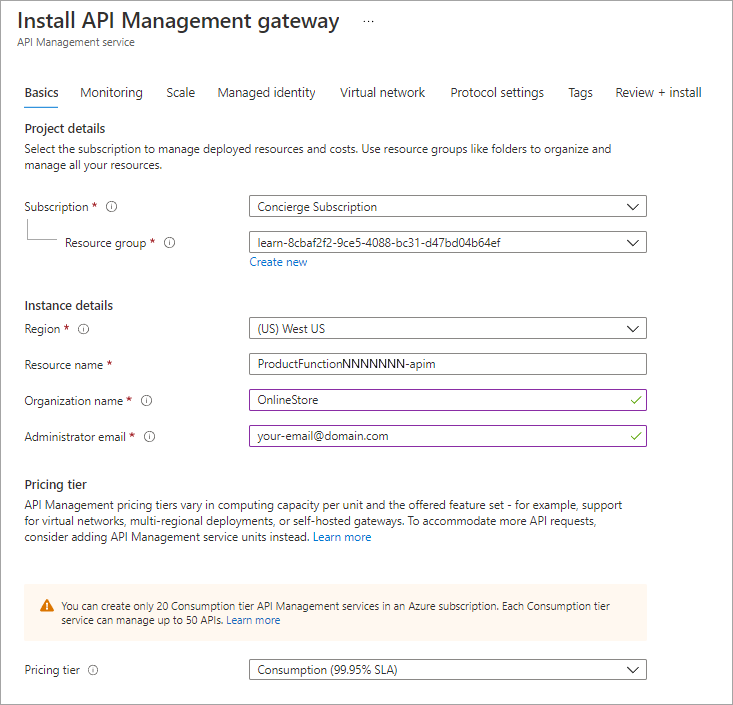 Install API Management gateway ...
API Management service
Basics Monitoring Scale Managed identity Virtual network Protocol settings Tags Review + install
Project details
Select the subscription to manage deployed resources and costs. Use resource groups like folders to organize and
manage all your resources.
Subscription * Concierge Subscription
Resource group * learn-8cbaf2f2-9ce5-4088-bc31-d47bd04b64ef
Create new
Instance details
Region * (US) West US
Resource name * ProductFunctionNNNNNNN-apim
Organization name * OnlineStore
Administrator email * your-email@domain.com
Pricing tier
API Management pricing tiers vary in computing capacity per unit and the offered feature set - for example, support
for virtual networks, multi-regional deployments, or self-hosted gateways. To accommodate more API requests,
consider adding API Management service units instead. Learn more
You can create only 20 Consumption tier API Management services in an Azure subscription. Each Consumption tier
service can manage up to 50 APIs. Learn more
Pricing tier Consumption (99.95% SLA)